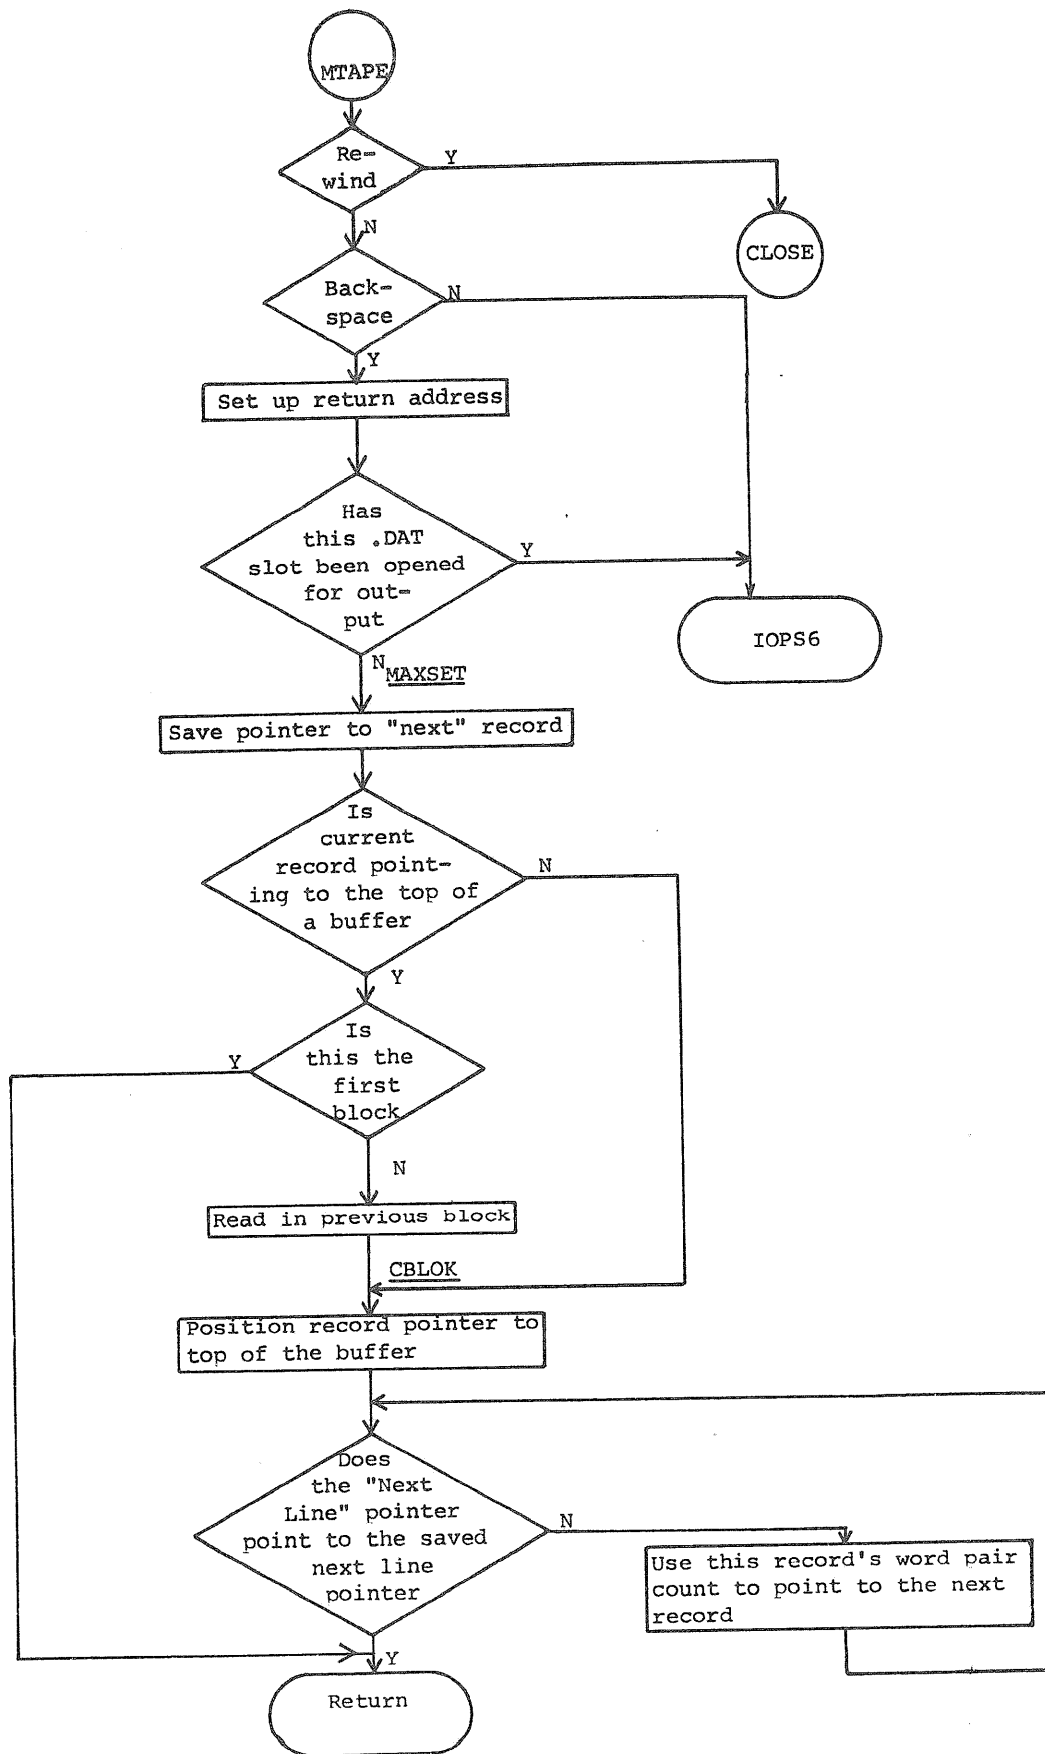 MTAPE
Re-
wind
Y
N
CLOSE
Back-
space
N
Y
Set up return address
Has
this .DAT
slot been opened
for out-
put
Y
IOPS6
N
MAXSET
Save pointer to "next" record
Is
current
record point-
ing to the top of
a buffer
N
Y
Is
this the
first
block
Y
N
Read in previous block
CBLOK
Position record pointer to
top of the buffer
Does
the "Next
Line" pointer
point to the saved
next line
pointer
N
Use this record's word pair
count to point to the next
record
Y
Return